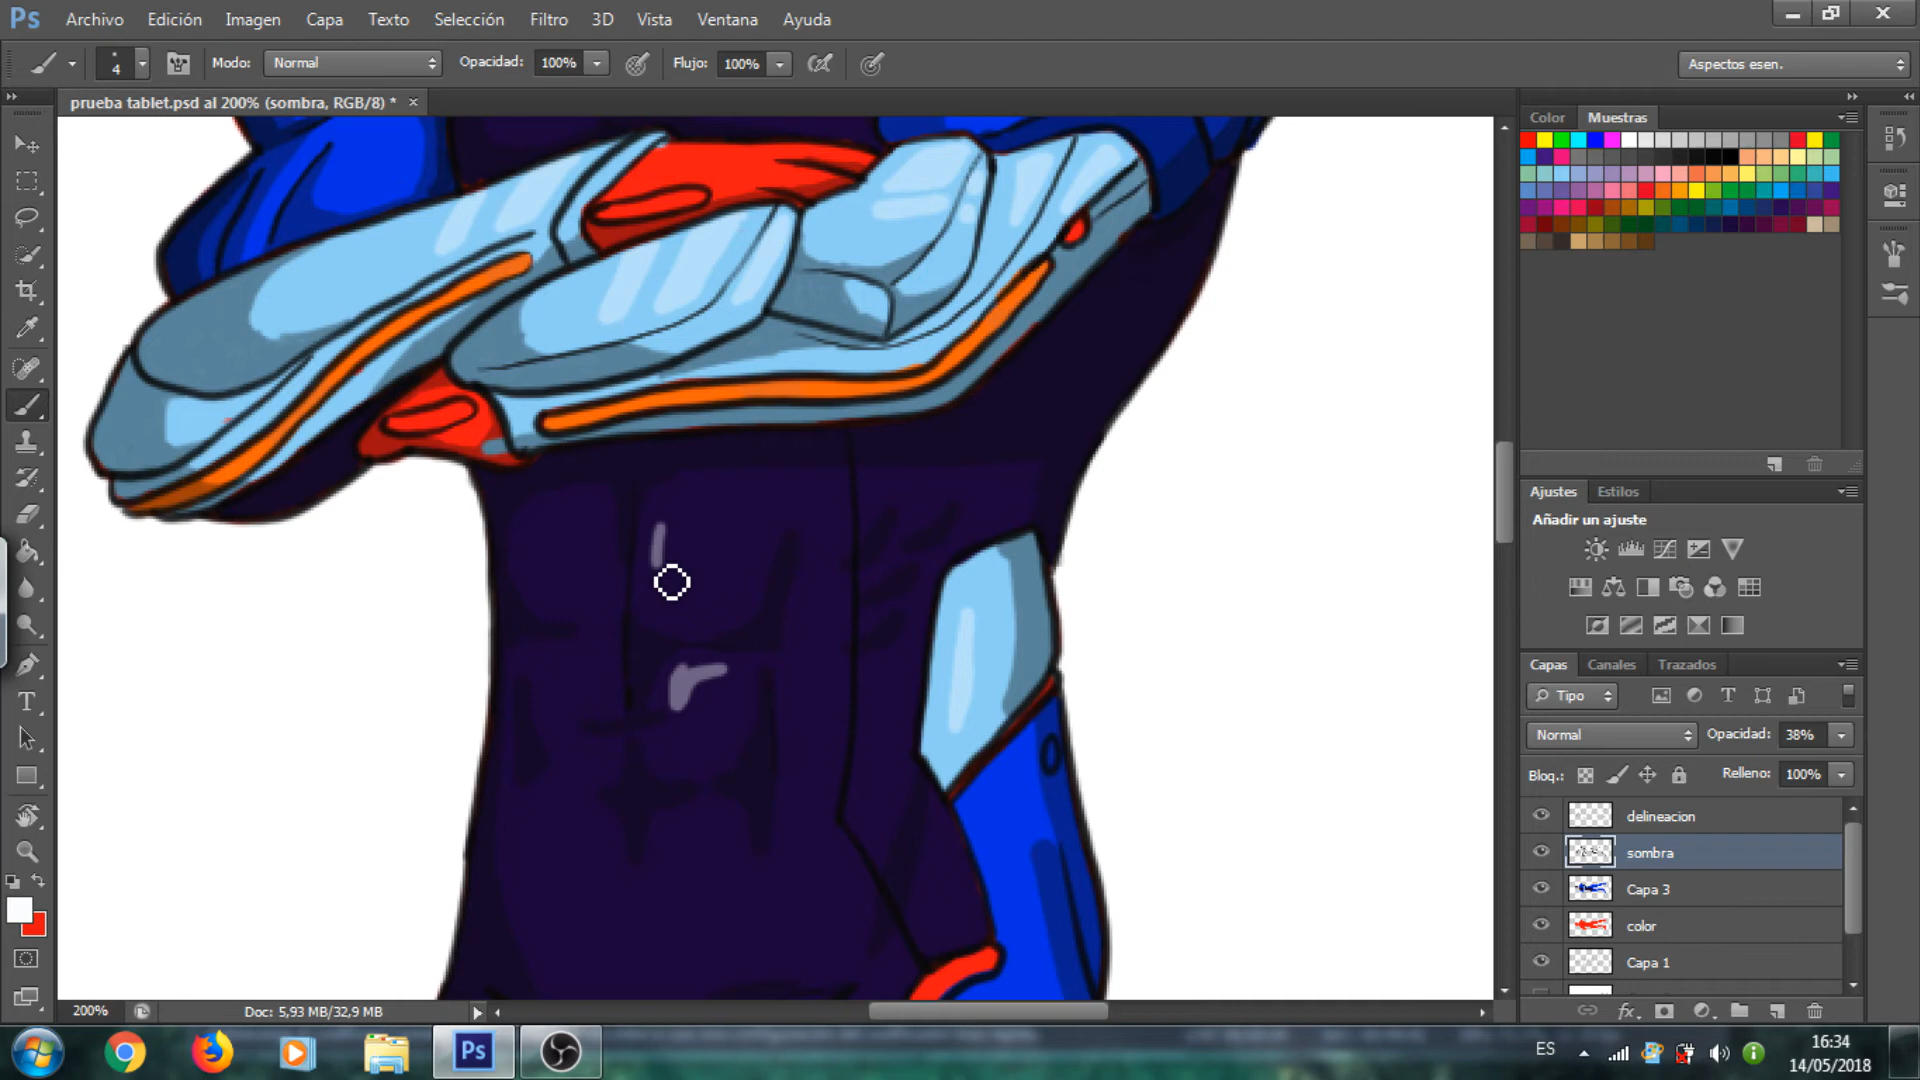 Ps Archivo Edición Imagen Capa Texto Selección Filtro 3D Vista Ventana Ayuda
4 Modo: Normal Opacidad: 100% Flujo: 100% Aspectos esen.
prueba tablet.psd al 200% (sombra, RGB/8) *
Color Muestras
Ajustes Estilos
Añadir un ajuste
Capas Canales Trazados
Tipo
Normal Opacidad: 38%
Bloq.: Relleno: 100%
delineacion
sombra
Capa 3
color
Capa 1
200% Doc: 5,93 MB/32,9 MB
Ps ES 16:34
14/05/2018